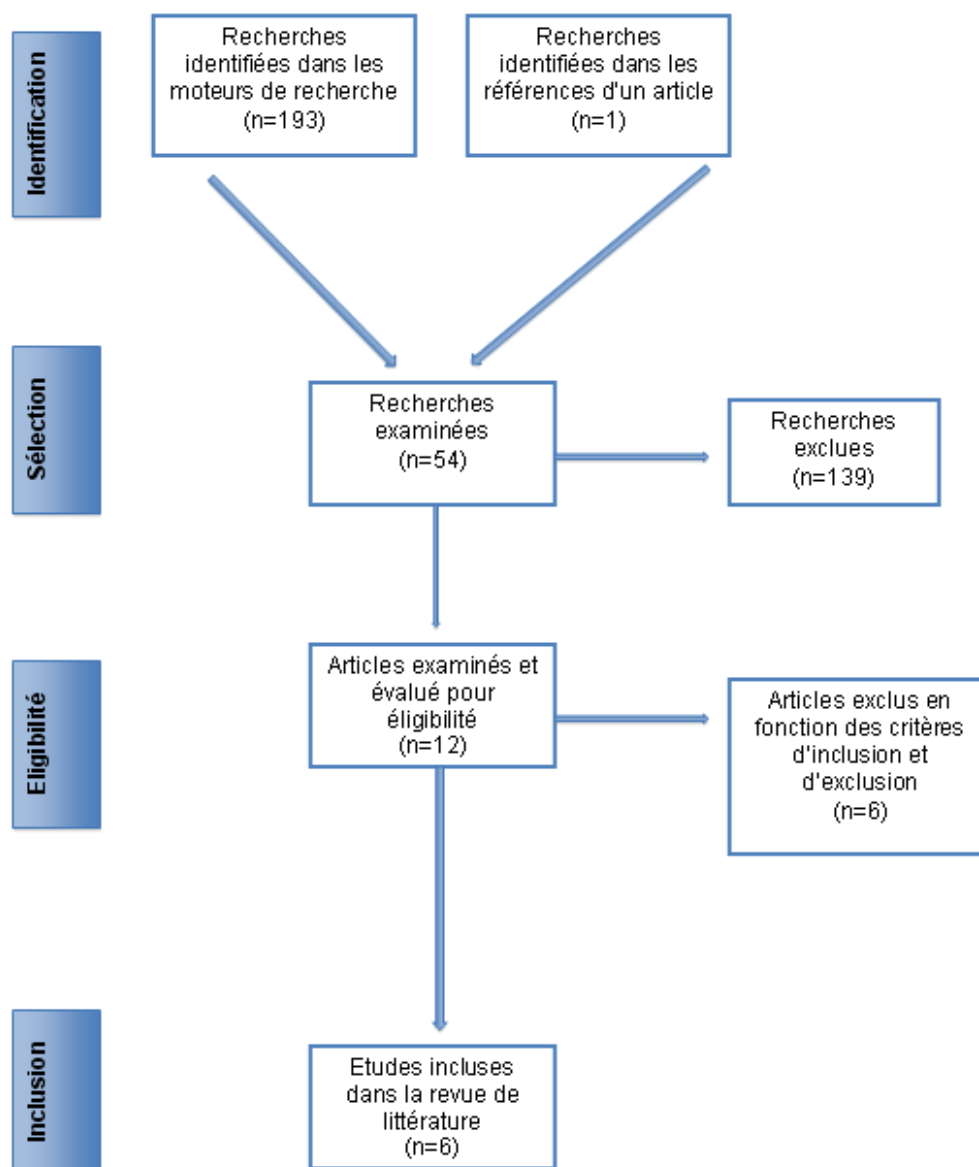 Identification
Recherches
identifiées dans les
moteurs de recherche
(n=193)
Recherches
identifiées dans les
références d'un article
(n=1)
Sélection
Recherches
examinées
(n=54)
Recherches
exclues
(n=139)
Eligibilité
Articles examinés et
évalué pour
éligibilité
(n=12)
Articles exclus en
fonction des critères
d'inclusion et
d'exclusion
(n=6)
Inclusion
Etudes incluses
dans la revue de
littérature
(n=6)